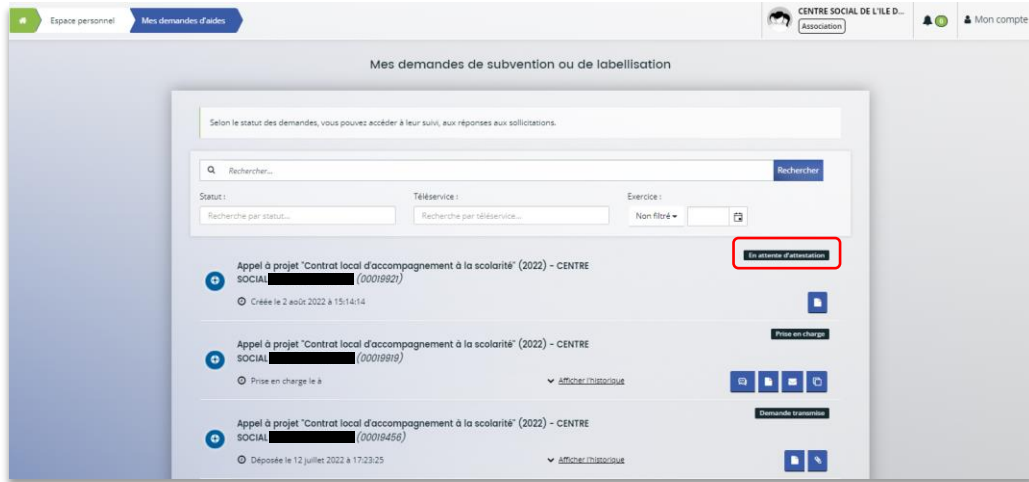 Espace personnel
Mes demandes d'aides
CENTRE SOCIAL DE L'ILE D...
Association
0
Mon compte
Mes demandes de subvention ou de labellisation
Selon le statut des demandes, vous pouvez accéder à leur suivi, aux réponses aux sollicitations.
Rechercher...
Rechercher
Statut :
Téléservice :
Exercice :
Recherche par statut...
Recherche par téléservice...
Non filtré
En attente d'attestation
Appel à projet "Contrat local d'accompagnement à la scolarité" (2022) - CENTRE
SOCIAL (00019921)
Créée le 2 août 2022 à 15:14:14
Prise en charge
Appel à projet "Contrat local d'accompagnement à la scolarité" (2022) - CENTRE
SOCIAL (00019919)
Prise en charge le à
Afficher l'historique
Demande transmise
Appel à projet "Contrat local d'accompagnement à la scolarité" (2022) - CENTRE
SOCIAL (00019456)
Déposée le 12 juillet 2022 à 17:23:25
Afficher l'historique